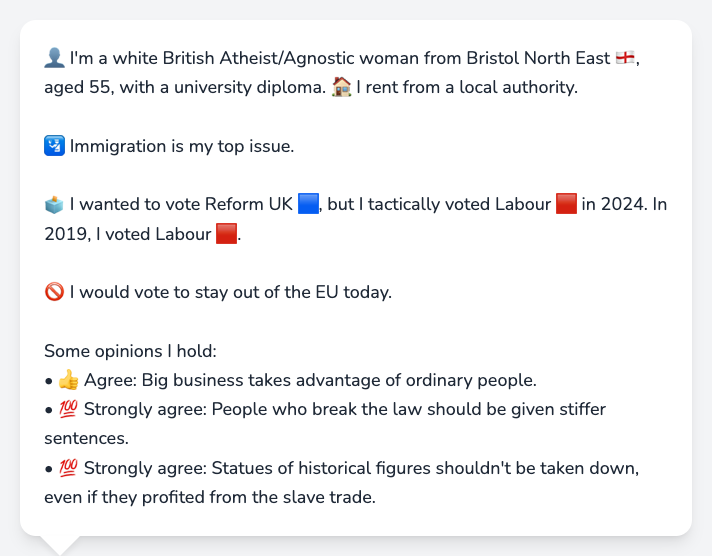 👤 I'm a white British Atheist/Agnostic woman from Bristol North East 🏴󠁧󠁢󠁥󠁮󠁧󠁿,
aged 55, with a university diploma. 🏠 I rent from a local authority.
🛂 Immigration is my top issue.
🗳️ I wanted to vote Reform UK 🟦, but I tactically voted Labour 🟥 in 2024. In
2019, I voted Labour 🟥.
🚫 I would vote to stay out of the EU today.
Some opinions I hold:
• 👍 Agree: Big business takes advantage of ordinary people.
• 💯 Strongly agree: People who break the law should be given stiffer
sentences.
• 💯 Strongly agree: Statues of historical figures shouldn't be taken down,
even if they profited from the slave trade.